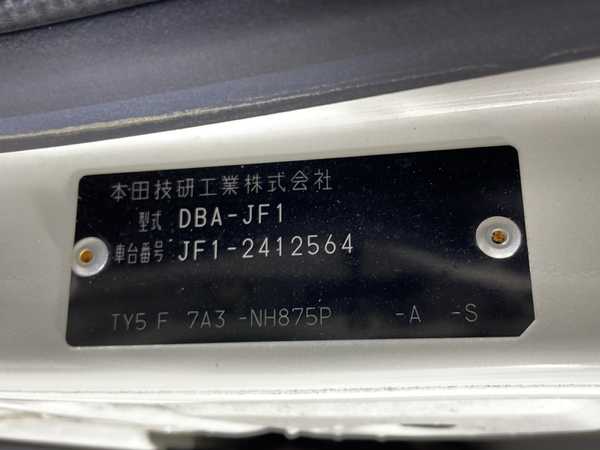 本田技研工業株式会社
型式 DBA-JF1
車台番号 JF1-2412564
TY5 F 7A3 -NH875P -A -S